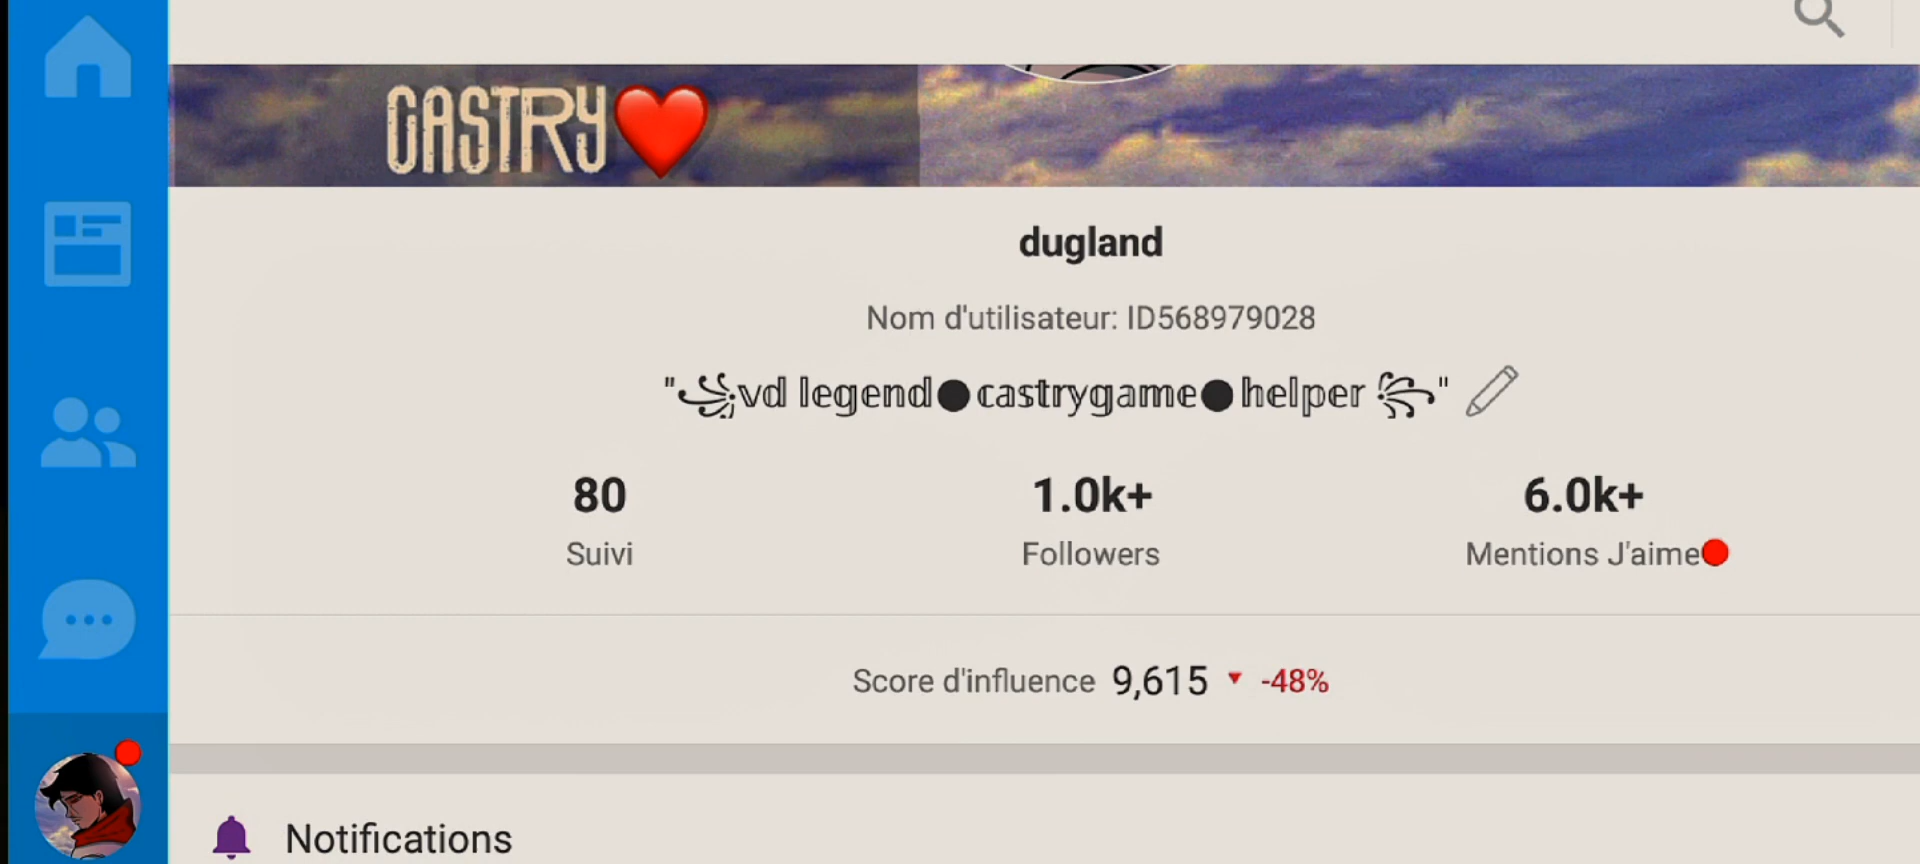 CASTRY❤️
dugland
Nom d'utilisateur: ID568979028
"꧁𝕧𝕕 𝕝𝕖𝕘𝕖𝕟𝕕●𝕔𝕒𝕤𝕥𝕣𝕪𝕘𝕒𝕞𝕖●𝕙𝕖𝕝𝕡𝕖𝕣 ꧂"
80 1.0k+ 6.0k+
Suivi Followers Mentions J'aime
Score d'influence 9,615 ▼ -48%
Notifications